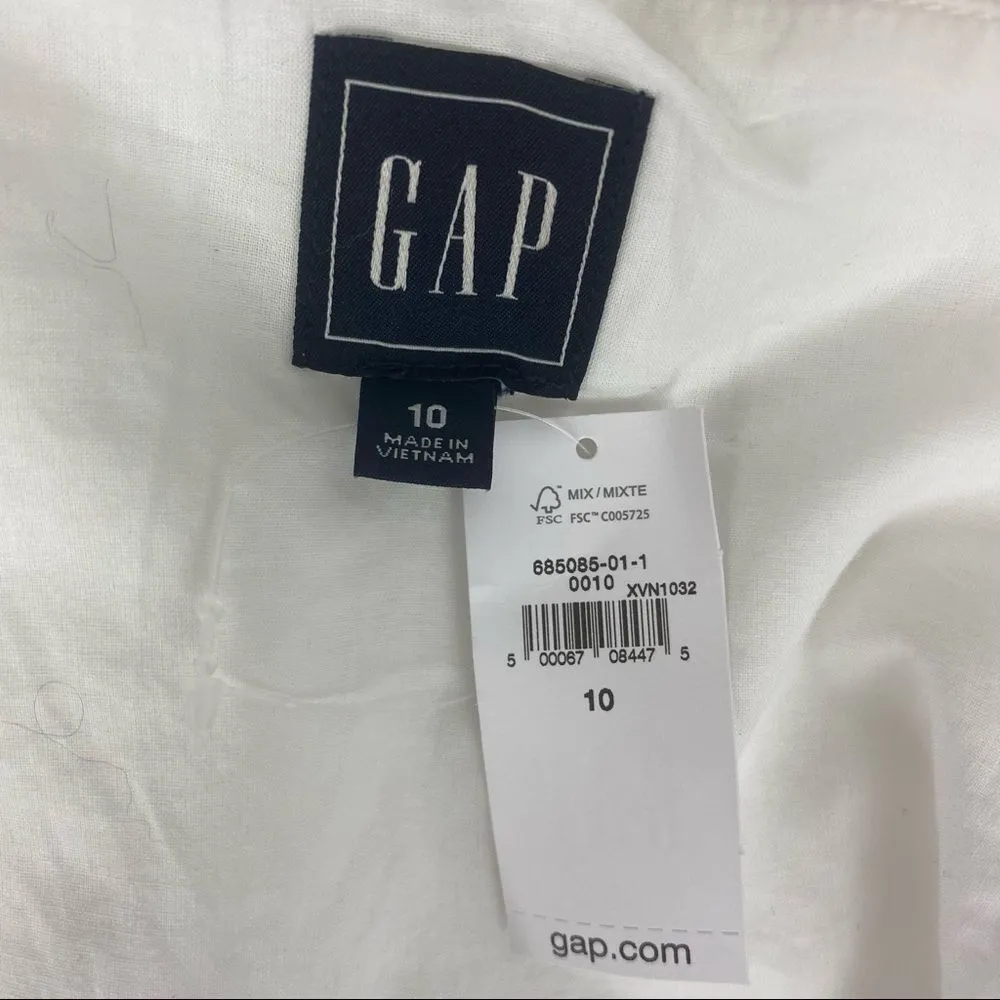 GAP
10
MADE IN
VIETNAM
MIX / MIXTE
FSC FSC™ C005725
685085-01-1
0010 XVN1032
5 00067 08447 5
10
gap.com